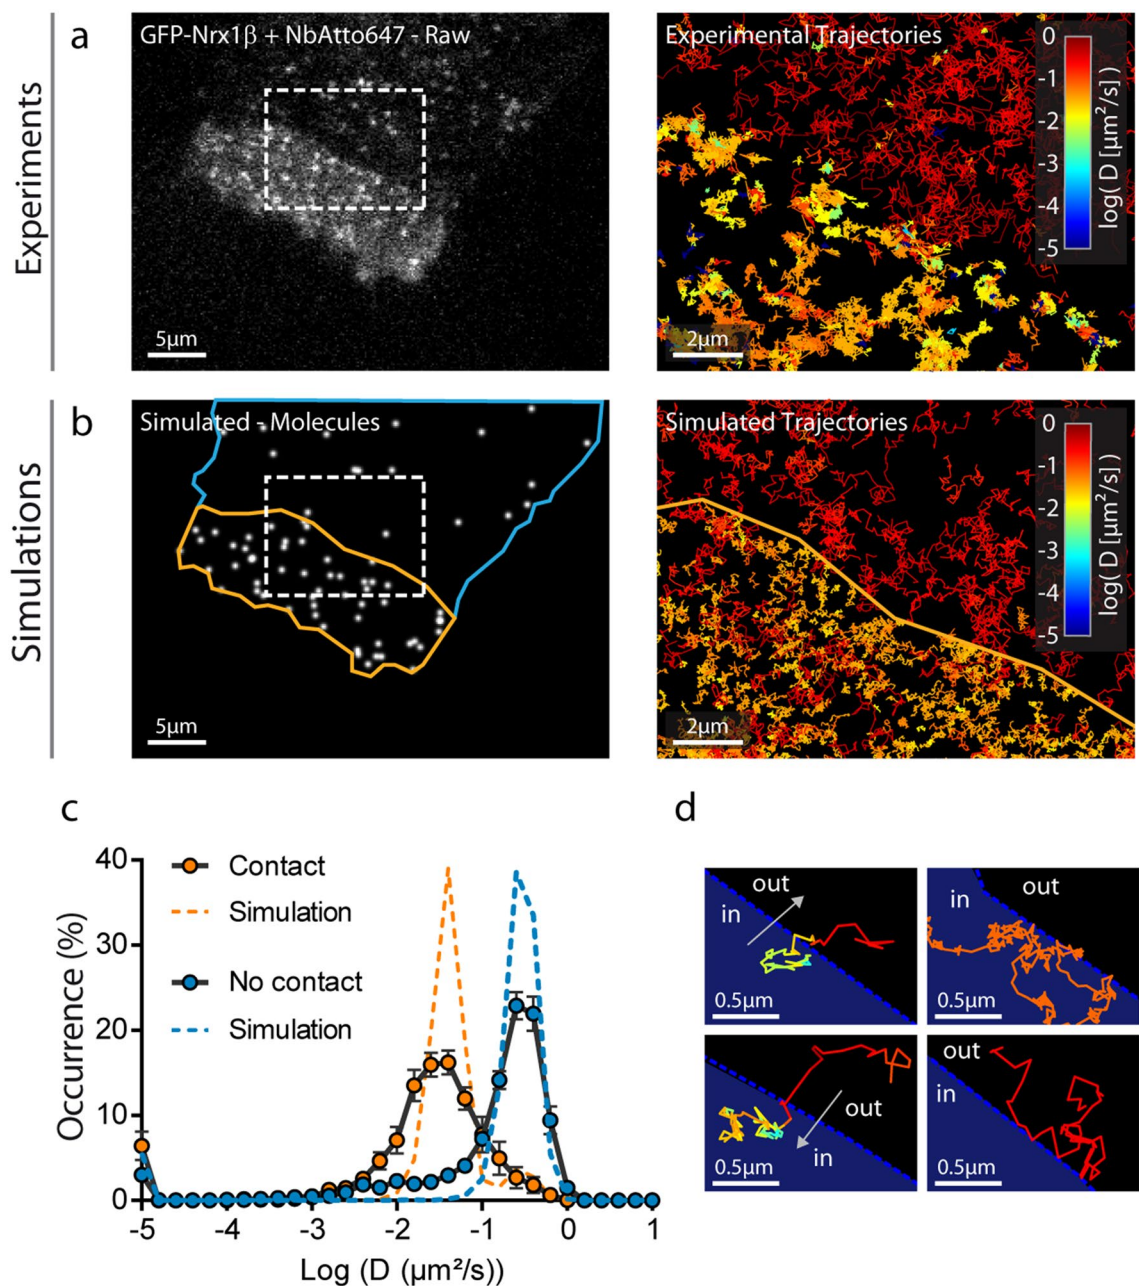 Experiments
a
GFP-Nrx1β + NbAtto647 - Raw
5µm
Experimental Trajectories
0
-1
-2
-3
-4
-5
log( D [µm²/s] )
2µm
Simulations
b
Simulated - Molecules
5µm
Simulated Trajectories
0
-1
-2
-3
-4
-5
log( D [µm²/s] )
2µm
c
Occurrence (%)
40
30
20
10
0
Contact
Simulation
No contact
Simulation
-5 -4 -3 -2 -1 0 1
Log (D (µm²/s))
d
out
in
0.5µm
out
in
0.5µm
out
in
0.5µm
out
in
0.5µm